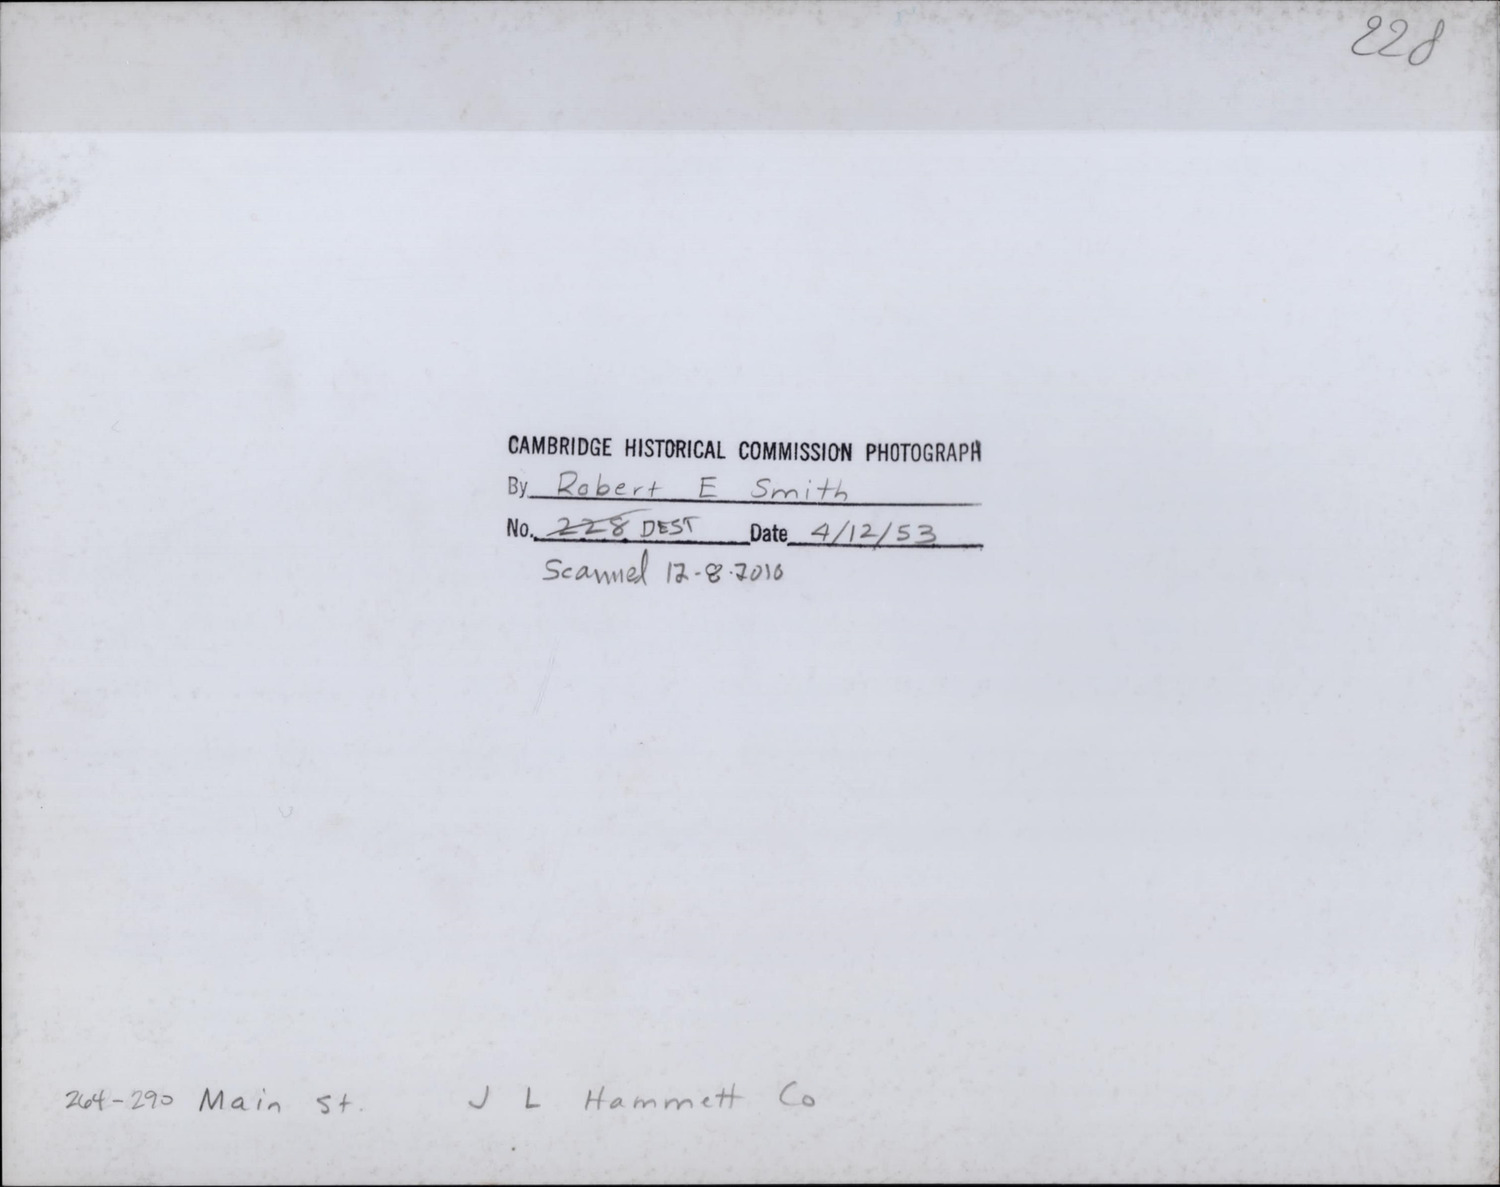 228
CAMBRIDGE HISTORICAL COMMISSION PHOTOGRAPH
By Robert E Smith
No. 228 DEST Date 4/12/53
Scanned 12-8-2010
264-290 Main St. J L Hammett Co